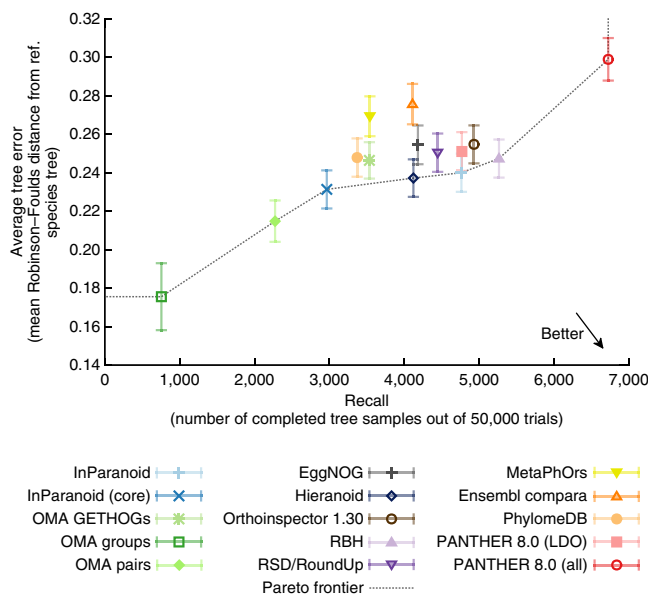 0.32
0.30
0.28
0.26
0.24
0.22
0.20
0.18
0.16
0.14
Average tree error
(mean Robinson–Foulds distance from ref.
species tree)
Better
0
1,000
2,000
3,000
4,000
5,000
6,000
7,000
Recall
(number of completed tree samples out of 50,000 trials)
InParanoid
InParanoid (core)
OMA GETHOGs
OMA groups
OMA pairs
EggNOG
Hieranoid
Orthoinspector 1.30
RBH
RSD/RoundUp
Pareto frontier
MetaPhOrs
Ensembl compara
PhylomeDB
PANTHER 8.0 (LDO)
PANTHER 8.0 (all)